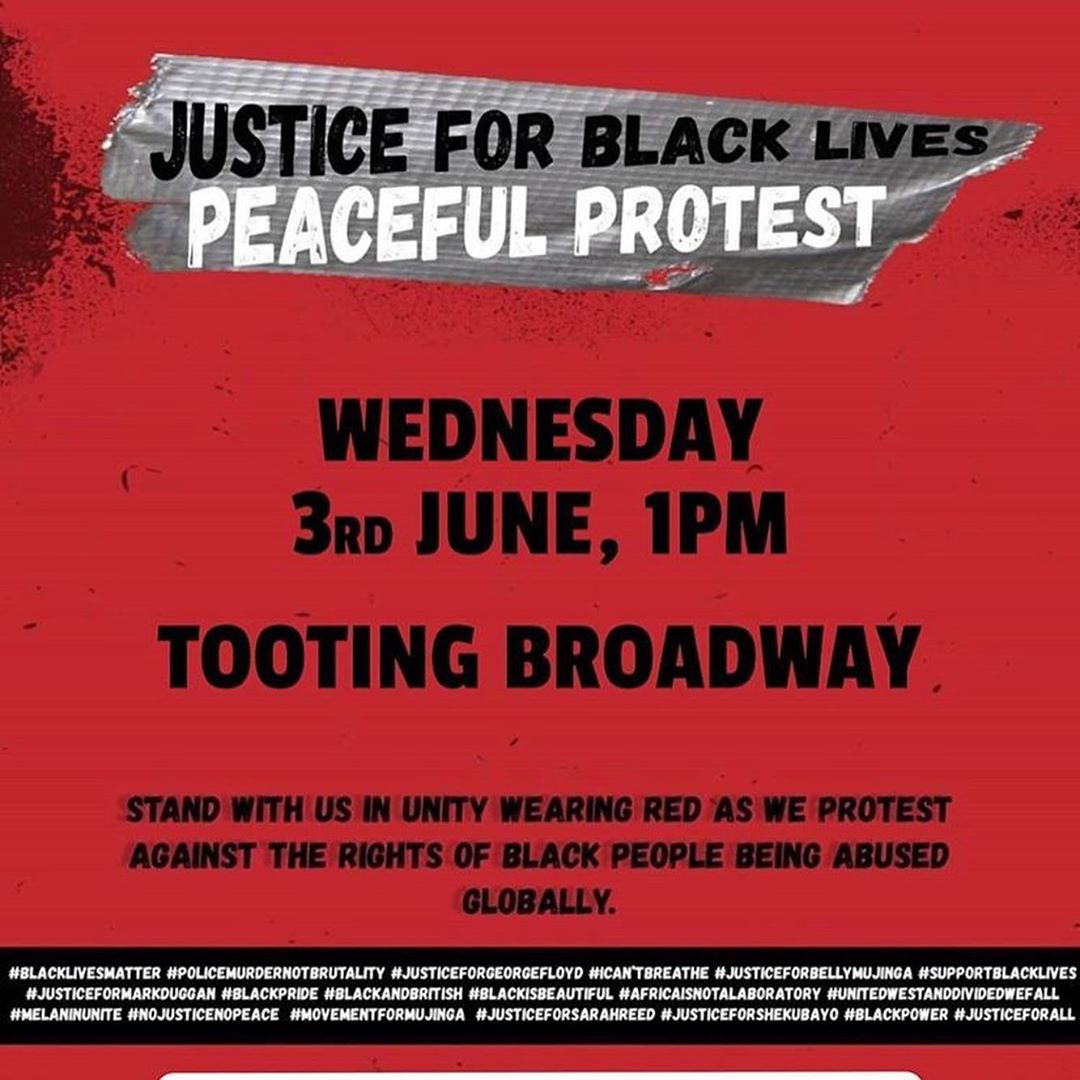 JUSTICE FOR BLACK LIVES
PEACEFUL PROTEST
WEDNESDAY
3RD JUNE, 1PM
TOOTING BROADWAY
STAND WITH US IN UNITY WEARING RED AS WE PROTEST
AGAINST THE RIGHTS OF BLACK PEOPLE BEING ABUSED
GLOBALLY.
#BLACKLIVESMATTER #POLICEMURDERNOTBRUTALITY #JUSTICEFORGEORGEFLOYD #ICAN'TBREATHE #JUSTICEFORBELLYMUJINGA #SUPPORTBLACKLIVES
#JUSTICEFORMARKDUGGAN #BLACKPRIDE #BLACKANDBRITISH #BLACKISBEAUTIFUL #AFRICAISNOTALABORATORY #UNITEDWESTANDDIVIDEDWEFALL
#MELANINUNITE #NOJUSTICENOPEACE #MOVEMENTFORMUJINGA #JUSTICEFORSARAHREED #JUSTICEFORSHEKUBAYO #BLACKPOWER #JUSTICEFORALL